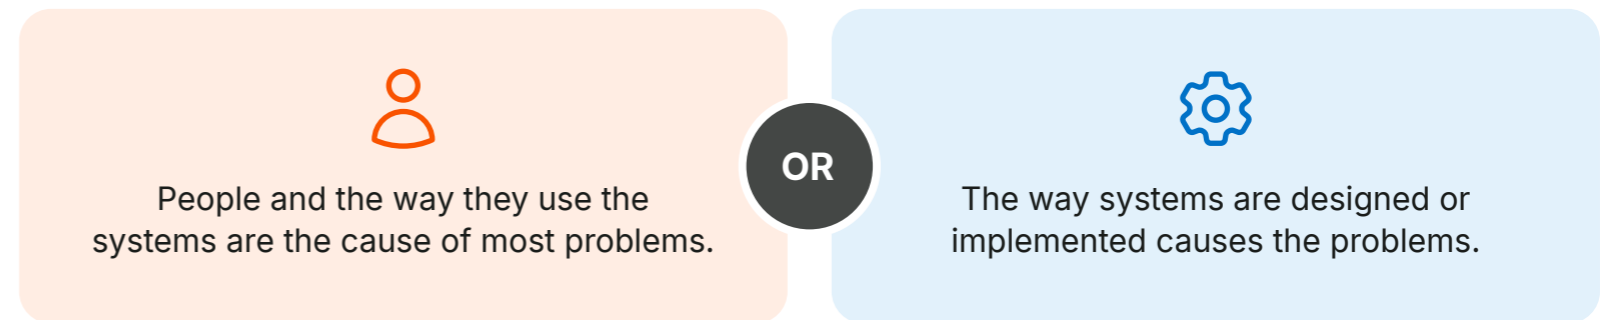 People and the way they use the
systems are the cause of most problems.
OR
The way systems are designed or
implemented causes the problems.